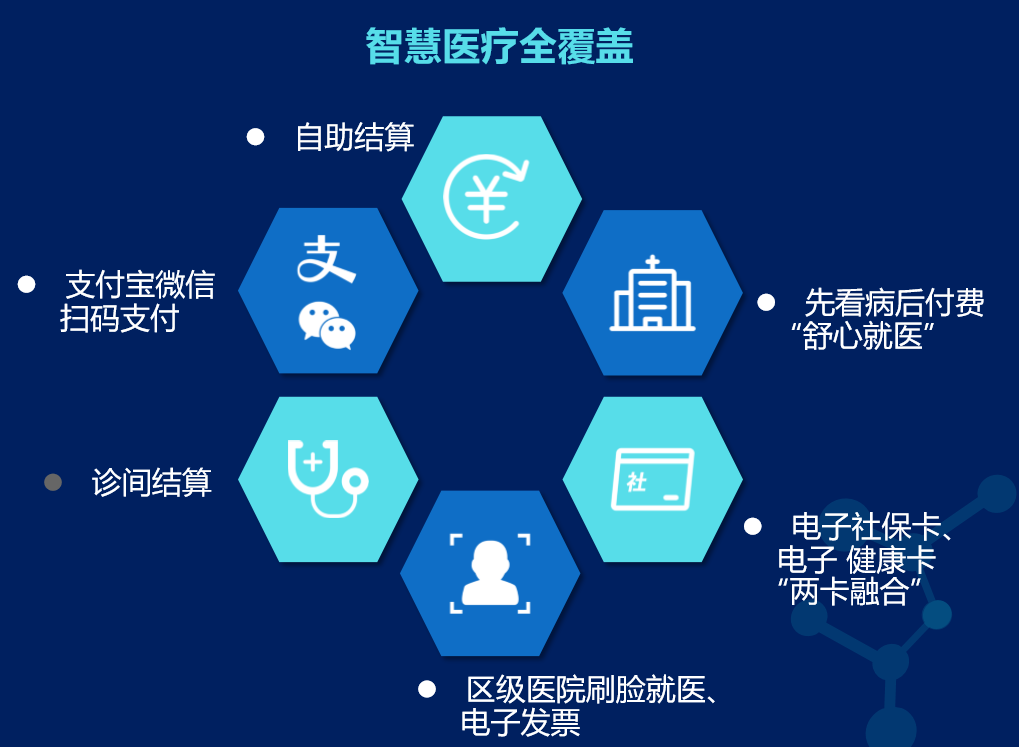 智慧医疗全覆盖
自助结算
支付宝微信
扫码支付
支
¥
先看病后付费
“舒心就医”
诊间结算
社
电子社保卡、
电子 健康卡
“两卡融合”
区级医院刷脸就医、
电子发票